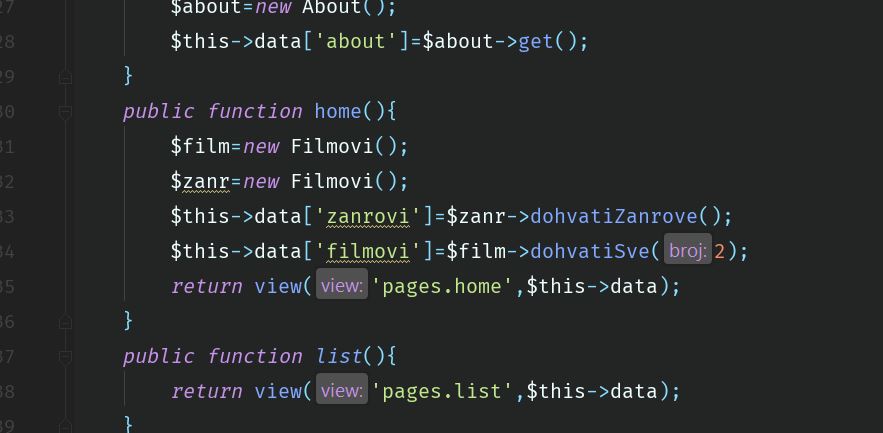 27 $about=new About();
28 $this->data['about']=$about->get();
29 }
30 public function home(){
31 $film=new Filmovi();
32 $zanr=new Filmovi();
33 $this->data['zanrovi']=$zanr->dohvatiZanrove();
34 $this->data['filmovi']=$film->dohvatiSve( broj: 2);
35 return view( view: 'pages.home',$this->data);
36 }
37 public function list(){
38 return view( view: 'pages.list',$this->data);
39 }